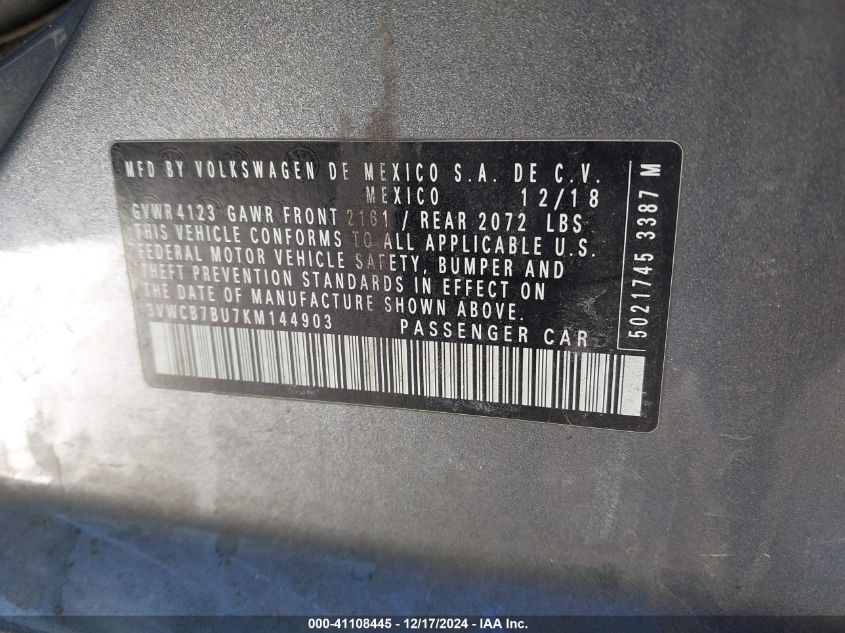 MFD BY VOLKSWAGEN DE MEXICO S.A. DE C.V.
MEXICO 12/18
GVWR 4123 GAWR FRONT 2161 / REAR 2072 LBS
THIS VEHICLE CONFORMS TO ALL APPLICABLE U.S.
FEDERAL MOTOR VEHICLE SAFETY, BUMPER AND
THEFT PREVENTION STANDARDS IN EFFECT ON
THE DATE OF MANUFACTURE SHOWN ABOVE.
3VWCB7BU7KM144903 PASSENGER CAR
5021745 3387 M
000-41108445 - 12/17/2024 - IAA Inc.